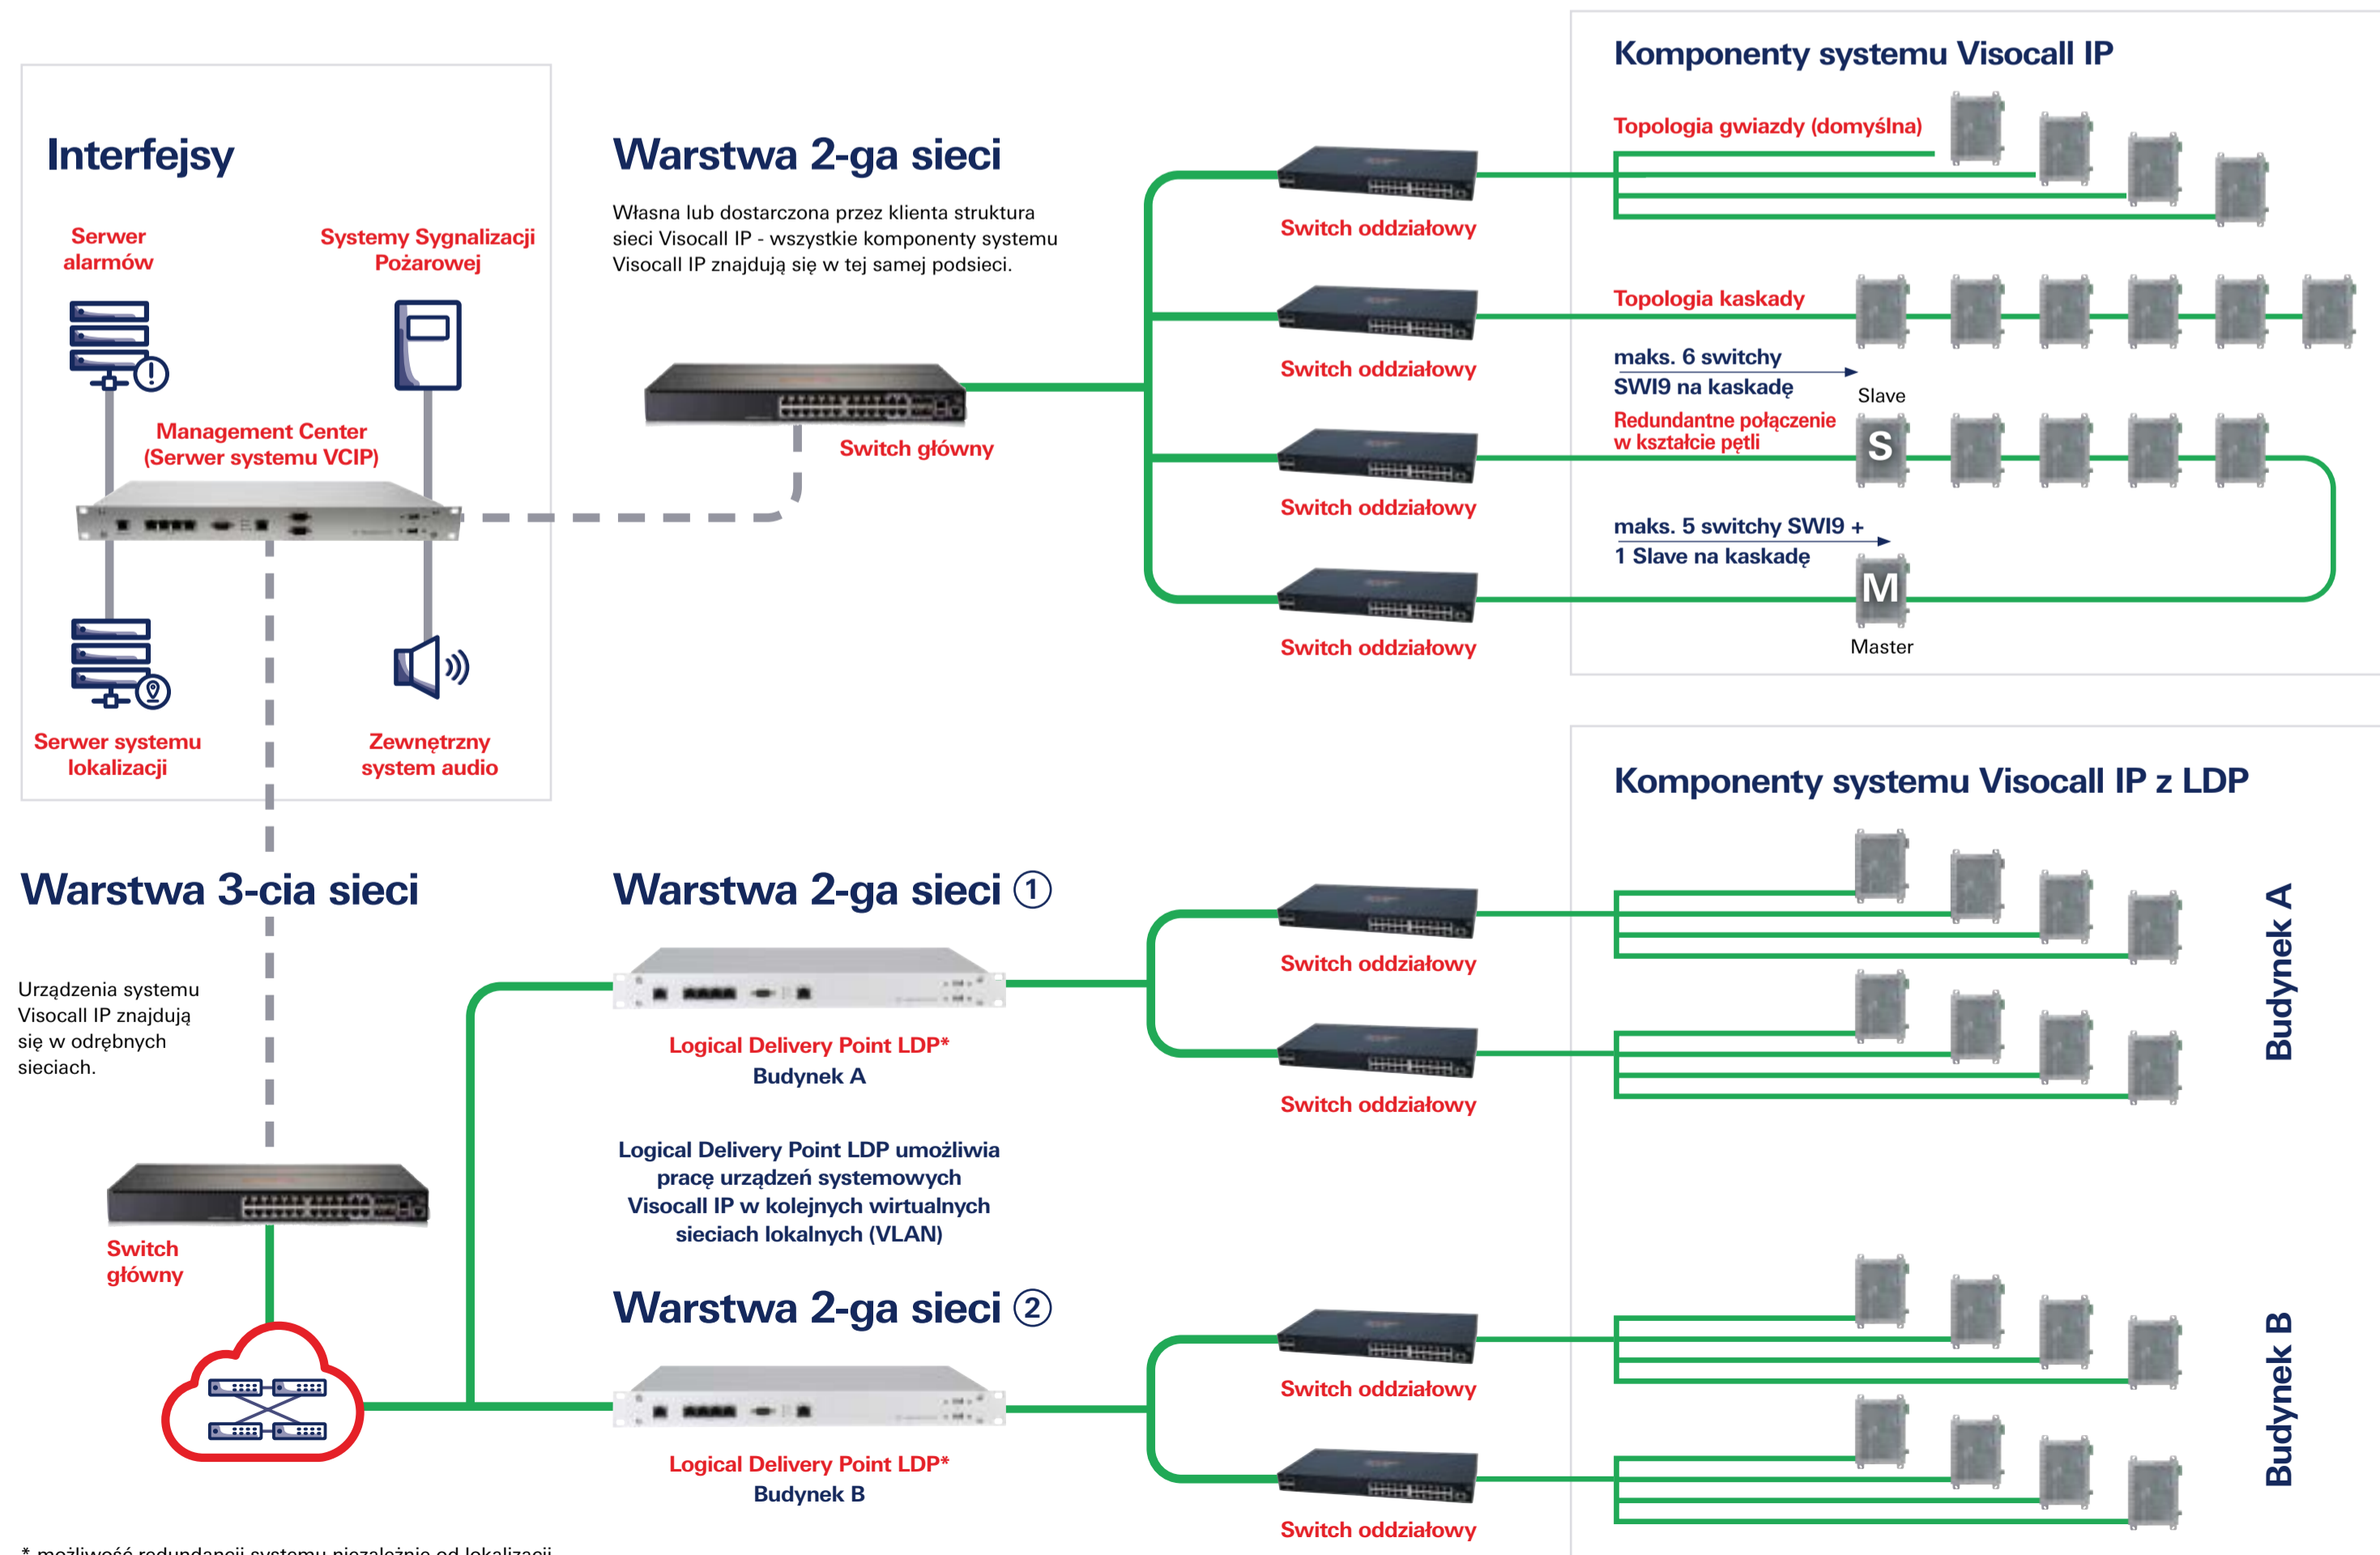 Interfejsy
Serwer
alarmów
Systemy Sygnalizacji
Pożarowej
Management Center
(Serwer systemu VCIP)
Serwer systemu
lokalizacji
Zewnętrzny
system audio
Warstwa 2-ga sieci
Własna lub dostarczona przez klienta struktura
sieci Visocall IP - wszystkie komponenty systemu
Visocall IP znajdują się w tej samej podsieci.
Switch główny
Switch oddziałowy
Switch oddziałowy
Switch oddziałowy
Switch oddziałowy
Komponenty systemu Visocall IP
Topologia gwiazdy (domyślna)
Topologia kaskady
maks. 6 switchy
SWI9 na kaskadę
Slave
Redundantne połączenie
w kształcie pętli
S
maks. 5 switchy SWI9 +
1 Slave na kaskadę
M
Master
Warstwa 3-cia sieci
Urządzenia systemu
Visocall IP znajdują
się w odrębnych
sieciach.
Switch
główny
Warstwa 2-ga sieci 1
Logical Delivery Point LDP*
Budynek A
Logical Delivery Point LDP umożliwia
pracę urządzeń systemowych
Visocall IP w kolejnych wirtualnych
sieciach lokalnych (VLAN)
Warstwa 2-ga sieci 2
Logical Delivery Point LDP*
Budynek B
Switch oddziałowy
Switch oddziałowy
Switch oddziałowy
Switch oddziałowy
Komponenty systemu Visocall IP z LDP
Budynek A
Budynek B
* możliwość redundancji systemu niezależnie od lokalizacji